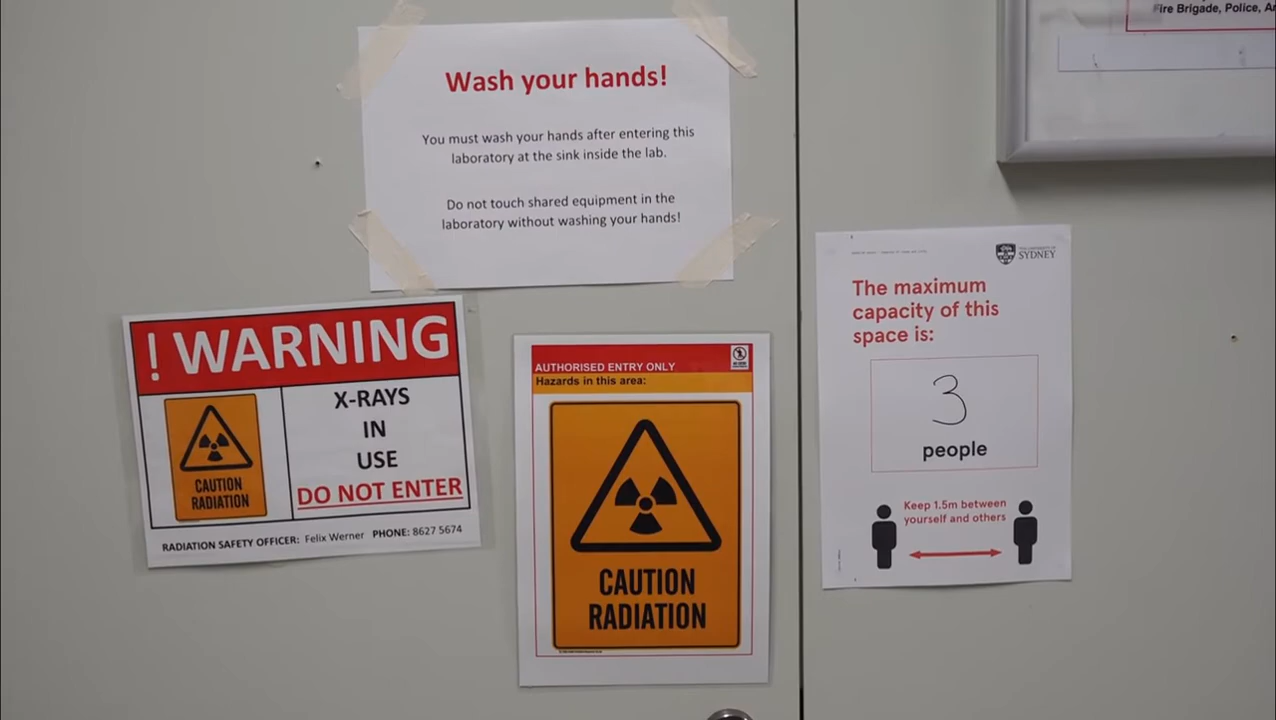 Fire Brigade, Police,
Wash your hands!
You must wash your hands after entering this
laboratory at the sink inside the lab.
Do not touch shared equipment in the
laboratory without washing your hands!
! WARNING
X-RAYS
IN
USE
DO NOT ENTER
CAUTION
RADIATION
RADIATION SAFETY OFFICER: Felix Werner PHONE: 8627 5674
AUTHORISED ENTRY ONLY
Hazards in this area:
CAUTION
RADIATION
THE UNIVERSITY OF
SYDNEY
The maximum
capacity of this
space is:
3
people
Keep 1.5m between
yourself and others